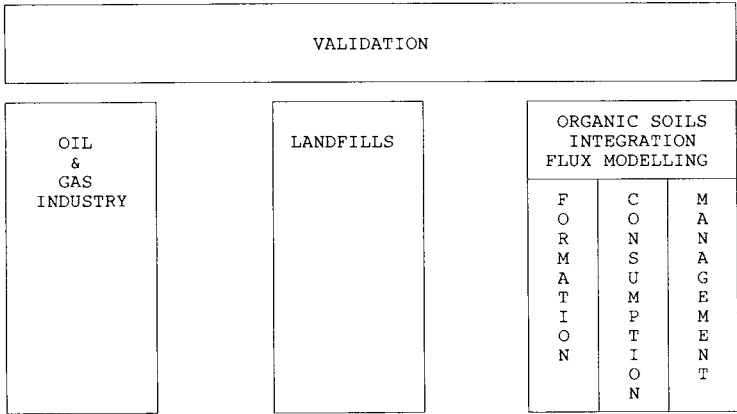 VALIDATION
OIL
&
GAS
INDUSTRY
LANDFILLS
ORGANIC SOILS
INTEGRATION
FLUX MODELLING
FORMATION
CONSUMPTION
MANAGEMENT